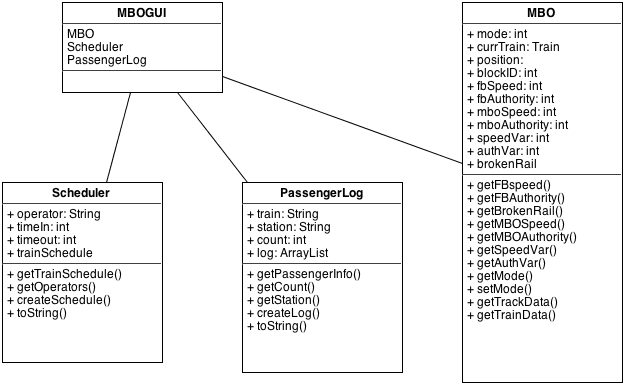 MBOGUI
MBO
Scheduler
PassengerLog
MBO
+ mode: int
+ currTrain: Train
+ position:
+ blockID: int
+ fbSpeed: int
+ fbAuthority: int
+ mboSpeed: int
+ mboAuthority: int
+ speedVar: int
+ authVar: int
+ brokenRail
+ getFBspeed()
+ getFBAuthority()
+ getBrokenRail()
+ getMBOSpeed()
+ getMBOAuthority()
+ getSpeedVar()
+ getAuthVar()
+ getMode()
+ setMode()
+ getTrackData()
+ getTrainData()
Scheduler
+ operator: String
+ timeIn: int
+ timeout: int
+ trainSchedule
+ getTrainSchedule()
+ getOperators()
+ createSchedule()
+ toString()
PassengerLog
+ train: String
+ station: String
+ count: int
+ log: ArrayList
+ getPassengerInfo()
+ getCount()
+ getStation()
+ createLog()
+ toString()